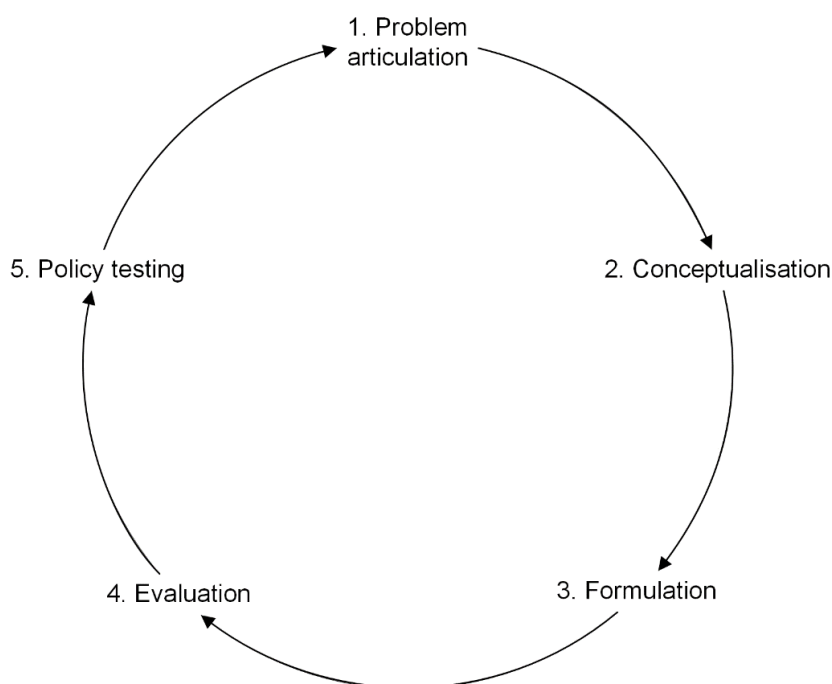 1. Problem
articulation
2. Conceptualisation
3. Formulation
4. Evaluation
5. Policy testing